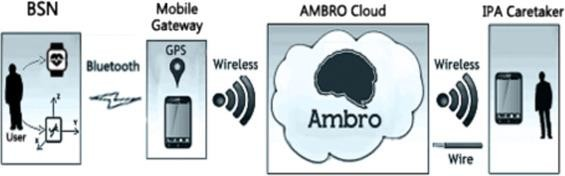 BSN
User
Z
Y
X
Bluetooth
Mobile
Gateway
GPS
Wireless
AMBRO Cloud
Ambro
Wireless
Wire
IPA Caretaker